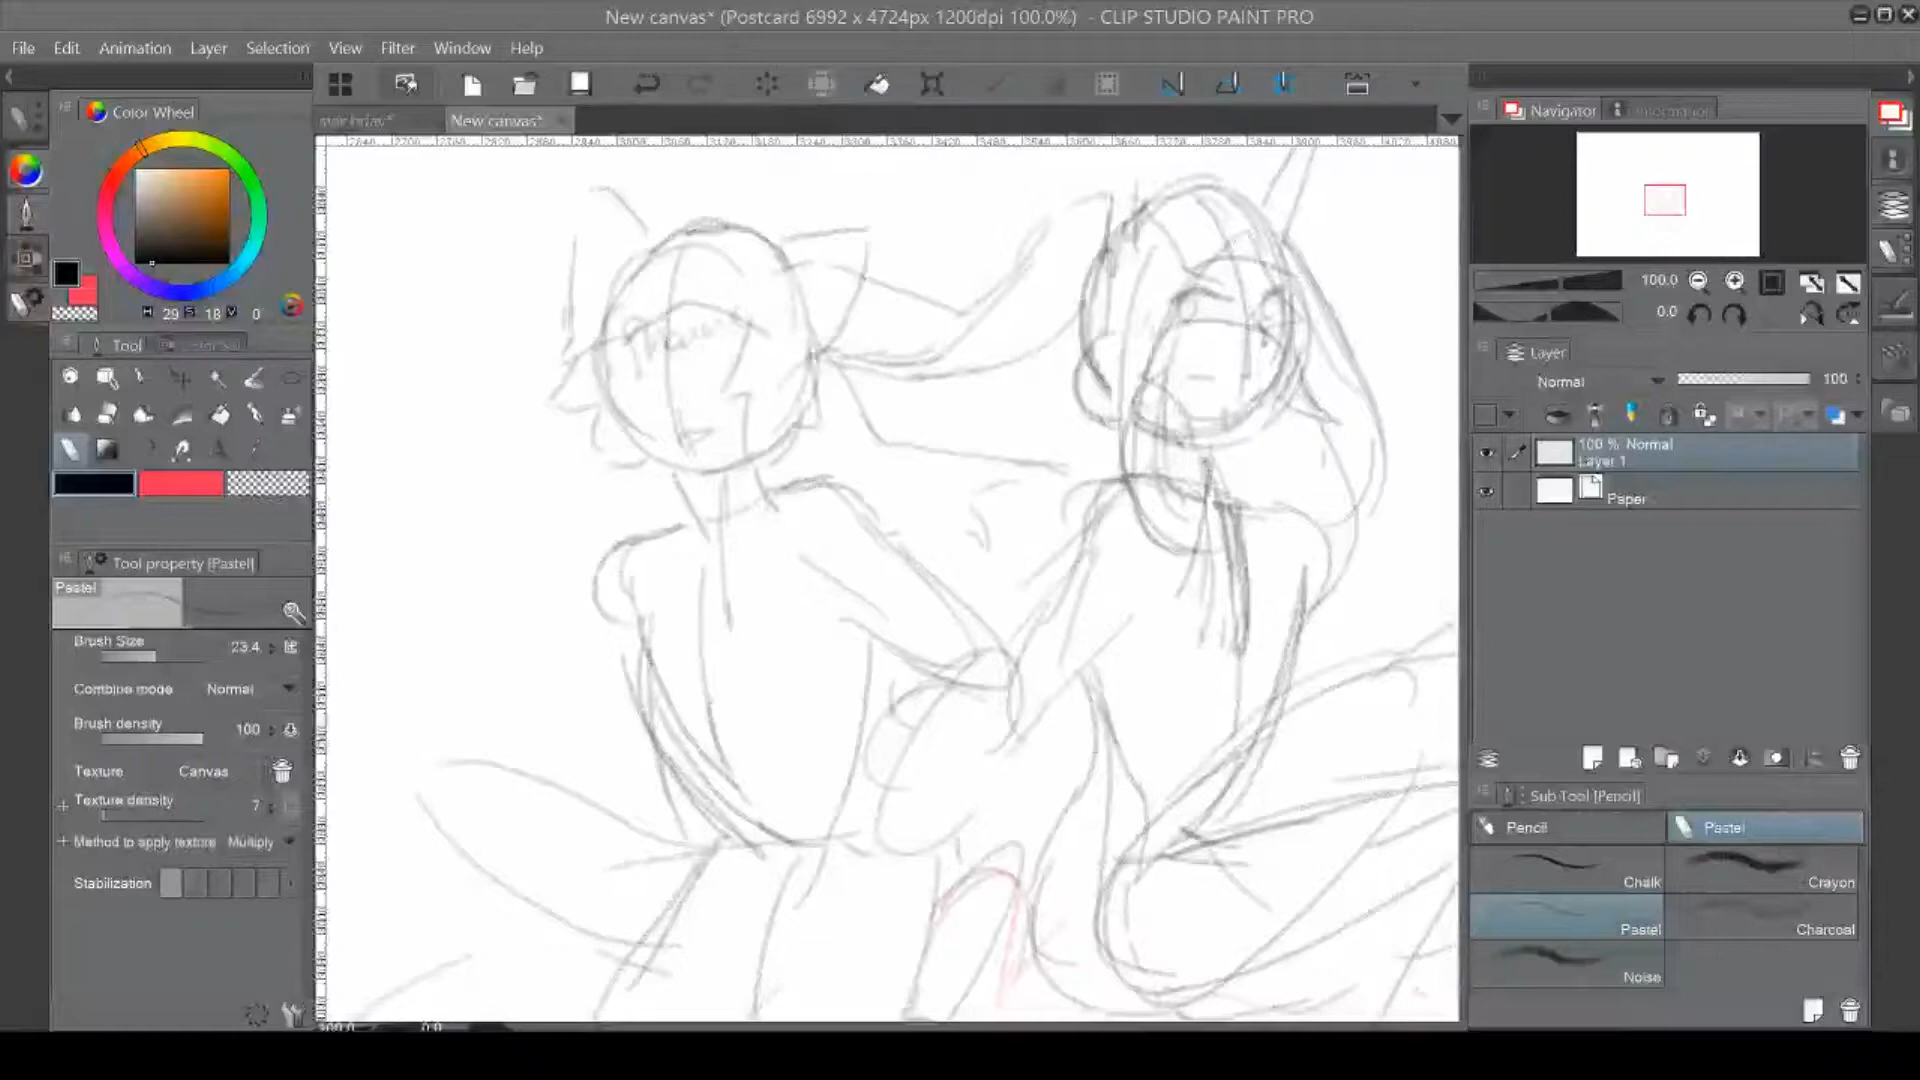 New canvas* (Postcard 6992 x 4724px 1200dpi 100.0%) - CLIP STUDIO PAINT PRO
File Edit Animation Layer Selection View Filter Window Help
Color Wheel
New canvas*
Navigator
100.0
0.0
H 29 S 18 V 0
Tool
Layer
Normal 100
100 % Normal
Layer 1
Paper
Tool property [Pastel]
Pastel
Brush Size 23.4
Combine mode Normal
Brush density 100
Texture Canvas
Texture density 7
Method to apply texture Multiply
Stabilization
Sub Tool [Pencil]
Pencil Pastel
Chalk Crayon
Pastel Charcoal
Noise